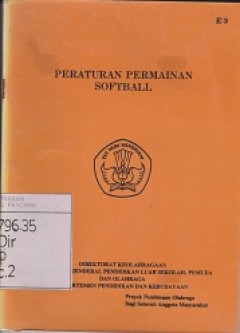 E-3
PERATURAN PERMAINAN
SOFTBALL
TUT WURI HANDAYANI
796.35
Dir
p
c.2
DIREKTORAT KEOLAHRAGAAN
JENDERAL PENDIDIKAN LUAR SEKOLAH, PEMUDA
DAN OLAHRAGA
ARTEMEN PENDIDIKAN DAN KEBUDAYAAN
Proyek Pembinaan Olahraga
Bagi Seluruh Anggota Masyarakat